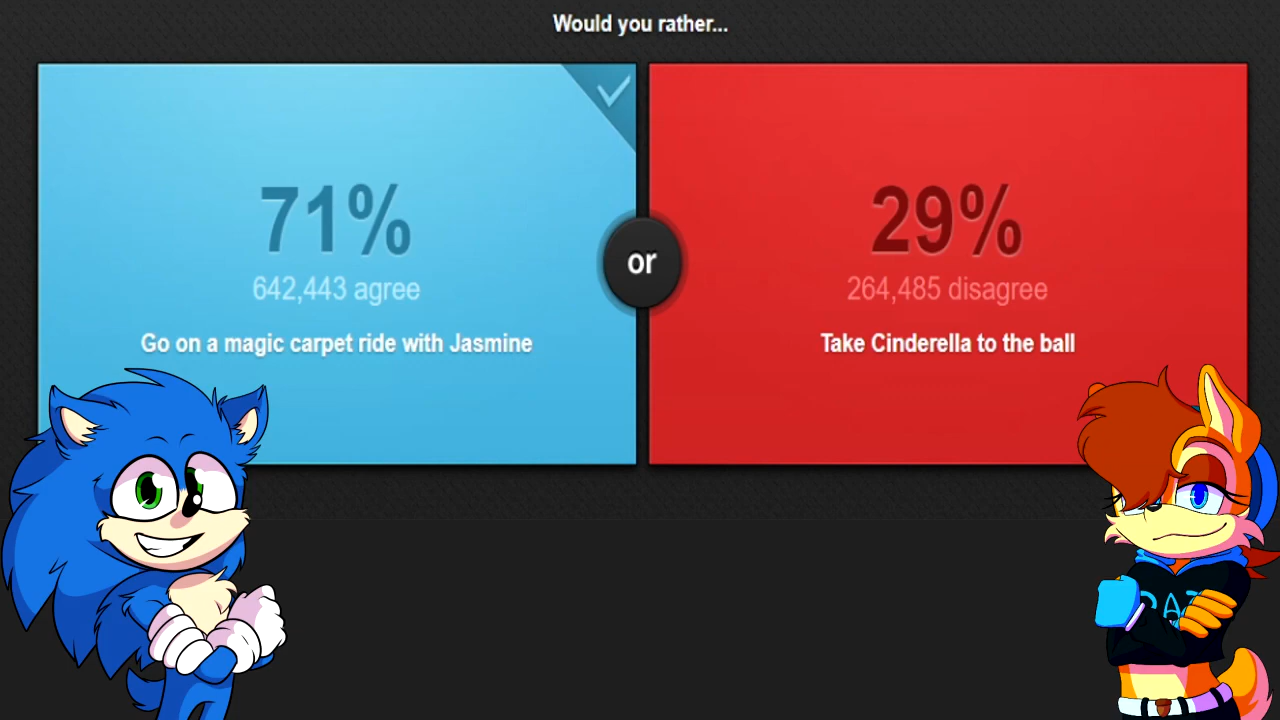 Would you rather...
71%
642,443 agree
Go on a magic carpet ride with Jasmine
or
29%
264,485 disagree
Take Cinderella to the ball